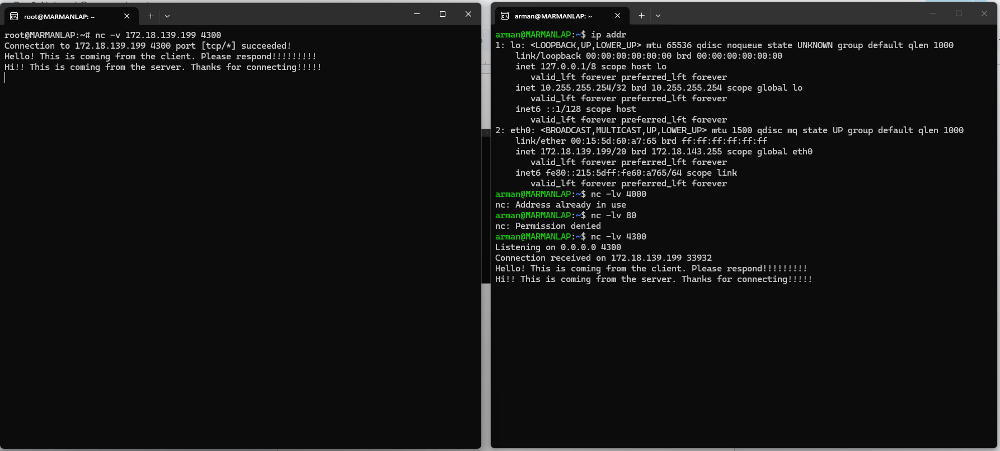 root@MARMANLAP: ~
root@MARMANLAP:~# nc -v 172.18.139.199 4300
Connection to 172.18.139.199 4300 port [tcp/*] succeeded!
Hello! This is coming from the client. Please respond!!!!!!!!!
Hi!! This is coming from the server. Thanks for connecting!!!!!
arman@MARMANLAP: ~
arman@MARMANLAP:~$ ip addr
1: lo: <LOOPBACK,UP,LOWER_UP> mtu 65536 qdisc noqueue state UNKNOWN group default qlen 1000
    link/loopback 00:00:00:00:00:00 brd 00:00:00:00:00:00
    inet 127.0.0.1/8 scope host lo
       valid_lft forever preferred_lft forever
    inet 10.255.255.254/32 brd 10.255.255.254 scope global lo
       valid_lft forever preferred_lft forever
    inet6 ::1/128 scope host
       valid_lft forever preferred_lft forever
2: eth0: <BROADCAST,MULTICAST,UP,LOWER_UP> mtu 1500 qdisc mq state UP group default qlen 1000
    link/ether 00:15:5d:60:a7:65 brd ff:ff:ff:ff:ff:ff
    inet 172.18.139.199/20 brd 172.18.143.255 scope global eth0
       valid_lft forever preferred_lft forever
    inet6 fe80::215:5dff:fe60:a765/64 scope link
       valid_lft forever preferred_lft forever
arman@MARMANLAP:~$ nc -lv 4000
nc: Address already in use
arman@MARMANLAP:~$ nc -lv 80
nc: Permission denied
arman@MARMANLAP:~$ nc -lv 4300
Listening on 0.0.0.0 4300
Connection received on 172.18.139.199 33932
Hello! This is coming from the client. Please respond!!!!!!!!!
Hi!! This is coming from the server. Thanks for connecting!!!!!